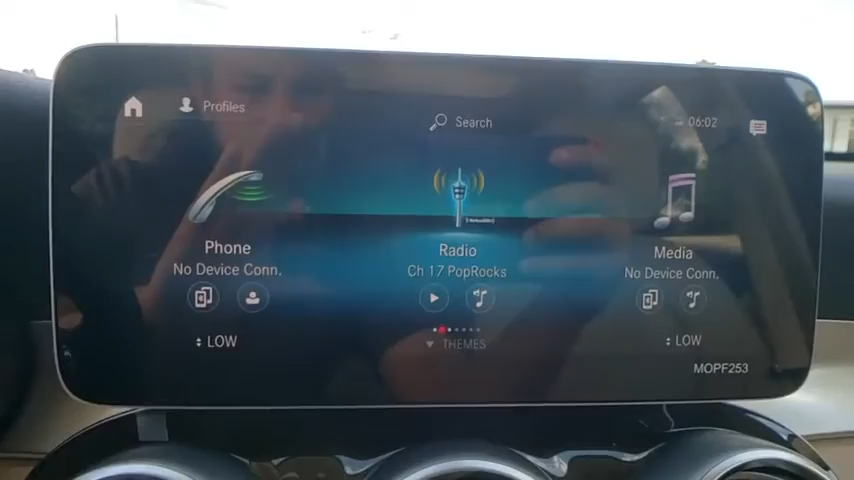 Profiles
Search
06:02
Phone
No Device Conn.
Radio
Ch 17 PopRocks
Media
No Device Conn.
LOW
THEMES
LOW
MOPF253